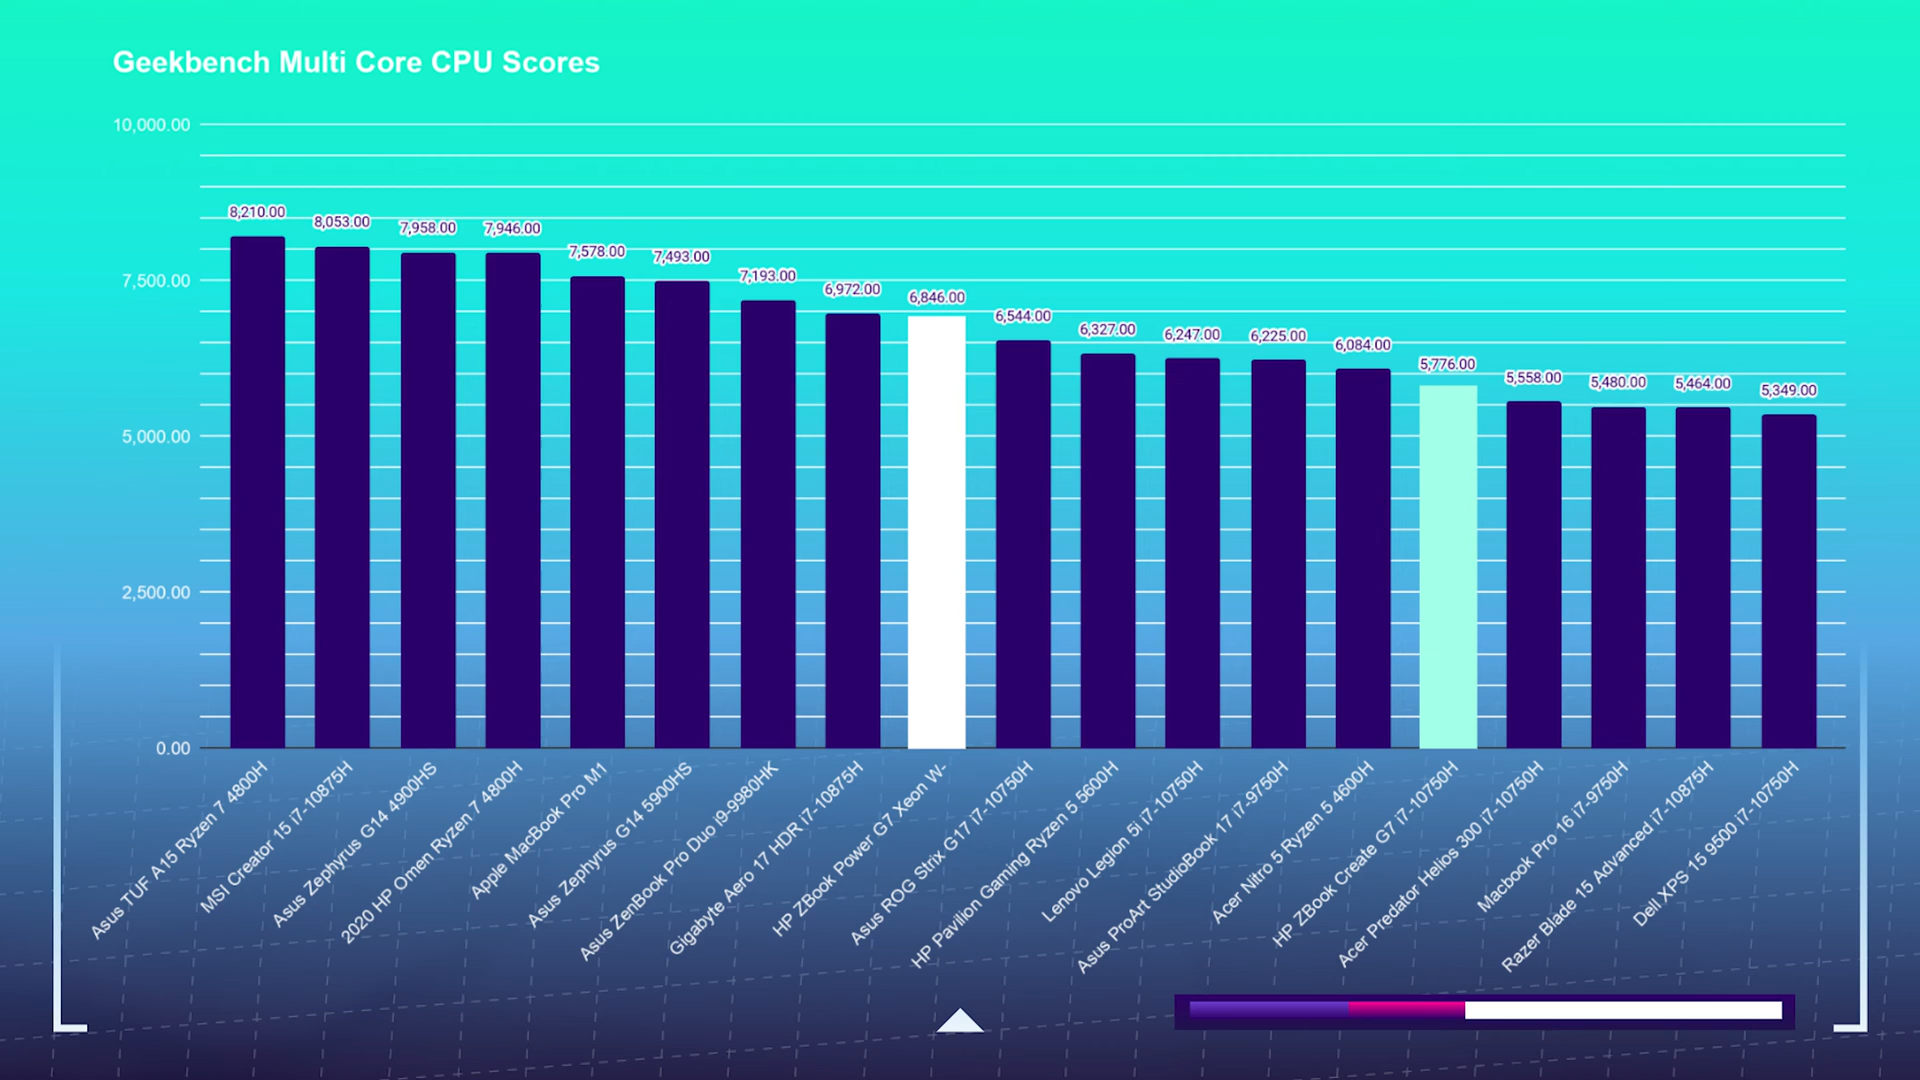 Geekbench Multi Core CPU Scores
10,000.00
7,500.00
5,000.00
2,500.00
0.00
8,210.00
8,053.00
7,958.00
7,946.00
7,578.00
7,493.00
7,193.00
6,972.00
6,846.00
6,544.00
6,327.00
6,247.00
6,225.00
6,084.00
5,776.00
5,558.00
5,480.00
5,464.00
5,349.00
Asus TUF A15 Ryzen 7 4800H
MSI Creator 15 i7-10875H
Asus Zephyrus G14 4900HS
2020 HP Omen Ryzen 7 4800H
Apple MacBook Pro M1
Asus Zephyrus G14 5900HS
Asus ZenBook Pro Duo i9-9980HK
Gigabyte Aero 17 HDR i7-10875H
HP ZBook Power G7 Xeon W-
Asus ROG Strix G17 i7-10750H
HP Pavilion Gaming Ryzen 5 5600H
Lenovo Legion 5i i7-10750H
Asus ProArt StudioBook 17 i7-9750H
Acer Nitro 5 Ryzen 5 4600H
HP ZBook Create G7 i7-10750H
Acer Predator Helios 300 i7-10750H
Macbook Pro 16 i7-9750H
Razer Blade 15 Advanced i7-10875H
Dell XPS 15 9500 i7-10750H